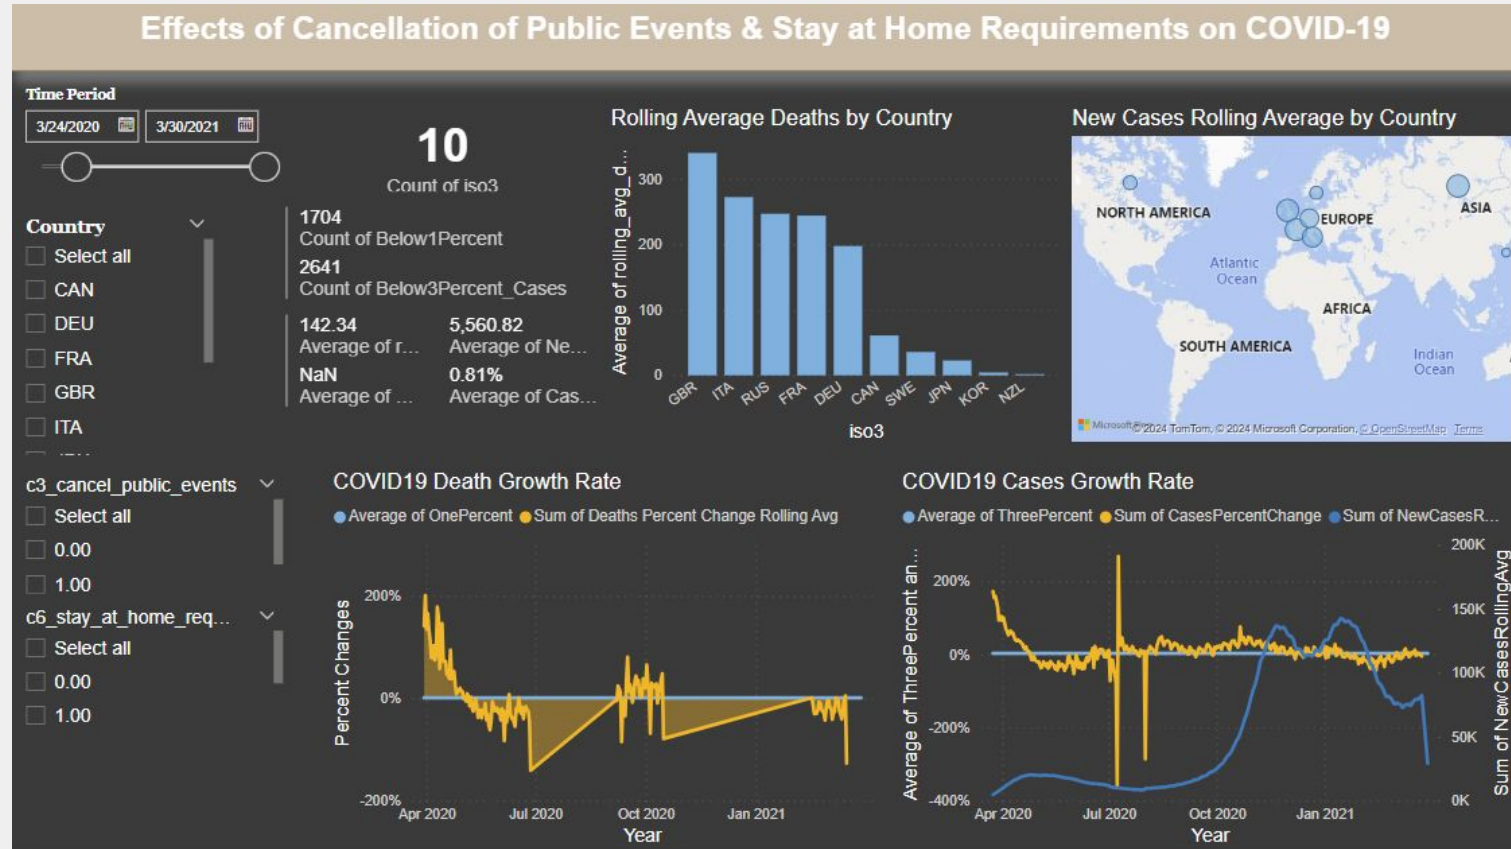 Effects of Cancellation of Public Events & Stay at Home Requirements on COVID-19
Time Period
3/24/2020
3/30/2021
10
Count of iso3
1704
Count of Below1Percent
2641
Count of Below3Percent_Cases
142.34
Average of r...
5,560.82
Average of Ne...
NaN
Average of ...
0.81%
Average of Cas...
Country
Select all
CAN
DEU
FRA
GBR
ITA
c3_cancel_public_events
Select all
0.00
1.00
c6_stay_at_home_req...
Select all
0.00
1.00
Rolling Average Deaths by Country
Average of rolling_avg_d...
300
200
100
0
GBR
ITA
RUS
FRA
DEU
CAN
SWE
JPN
KOR
NZL
iso3
New Cases Rolling Average by Country
NORTH AMERICA
EUROPE
ASIA
Atlantic
Ocean
AFRICA
SOUTH AMERICA
Indian
Ocean
Microsoft
© 2024 TomTom, © 2024 Microsoft Corporation, © OpenStreetMap Terms
COVID19 Death Growth Rate
Average of OnePercent
Sum of Deaths Percent Change Rolling Avg
Percent Changes
200%
0%
-200%
Apr 2020
Jul 2020
Oct 2020
Jan 2021
Year
COVID19 Cases Growth Rate
Average of ThreePercent
Sum of CasesPercentChange
Sum of NewCasesR...
Average of ThreePercent an...
200%
0%
-200%
-400%
200K
150K
100K
50K
0K
Sum of NewCasesRollingAvg
Apr 2020
Jul 2020
Oct 2020
Jan 2021
Year